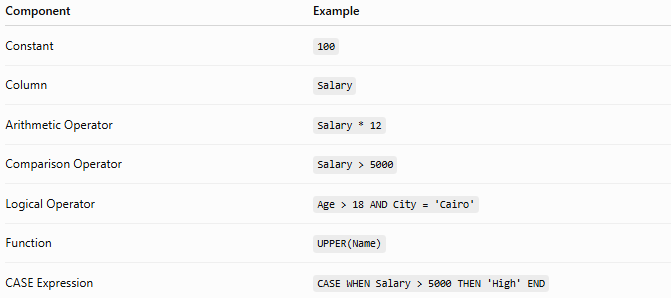 Component Example
Constant 100
Column Salary
Arithmetic Operator Salary * 12
Comparison Operator Salary > 5000
Logical Operator Age > 18 AND City = 'Cairo'
Function UPPER(Name)
CASE Expression CASE WHEN Salary > 5000 THEN 'High' END